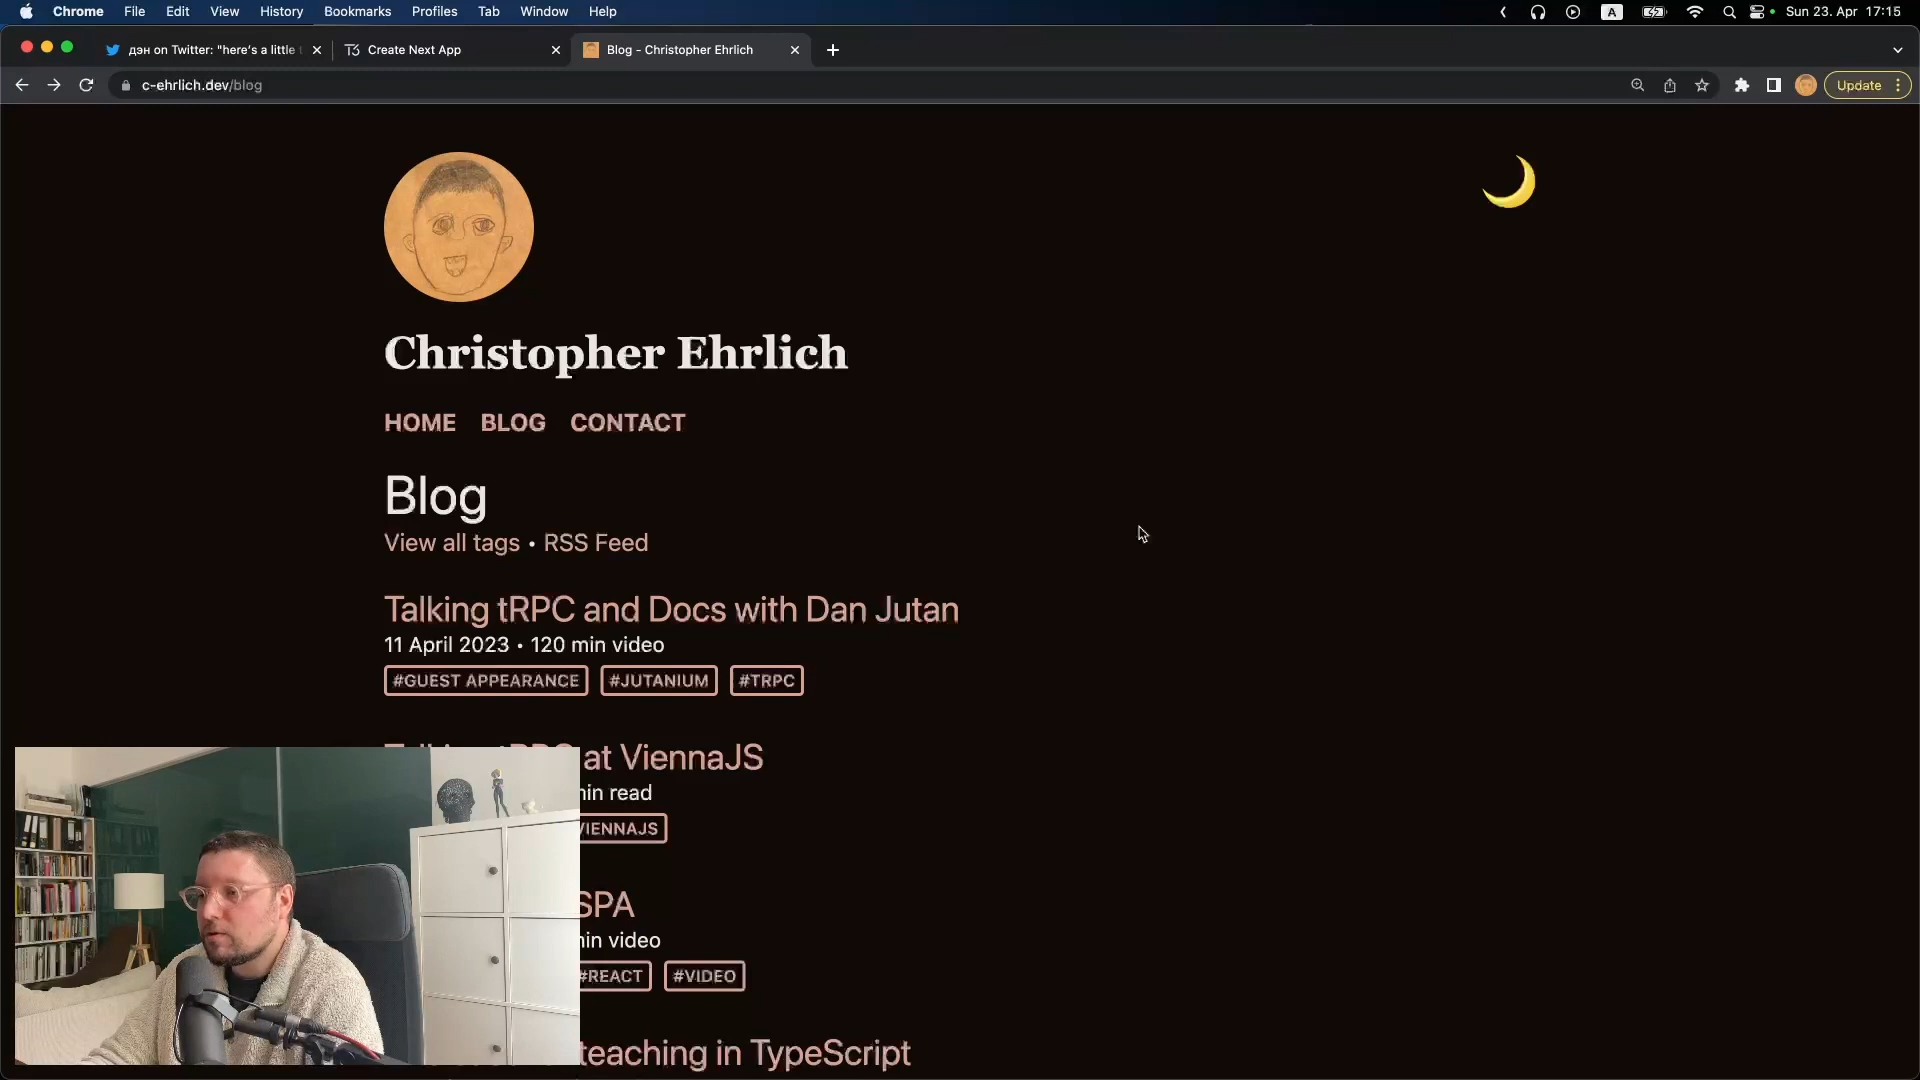 Chrome File Edit View History Bookmarks Profiles Tab Window Help
A
Sun 23. Apr 17:15
дэн on Twitter: "here's a little
Create Next App
Blog - Christopher Ehrlich
c-ehrlich.dev/blog
Update
Christopher Ehrlich
HOME BLOG CONTACT
Blog
View all tags • RSS Feed
Talking tRPC and Docs with Dan Jutan
11 April 2023 • 120 min video
#GUEST APPEARANCE #JUTANIUM #TRPC
at ViennaJS
min read
VIENNAJS
SPA
min video
#REACT #VIDEO
teaching in TypeScript